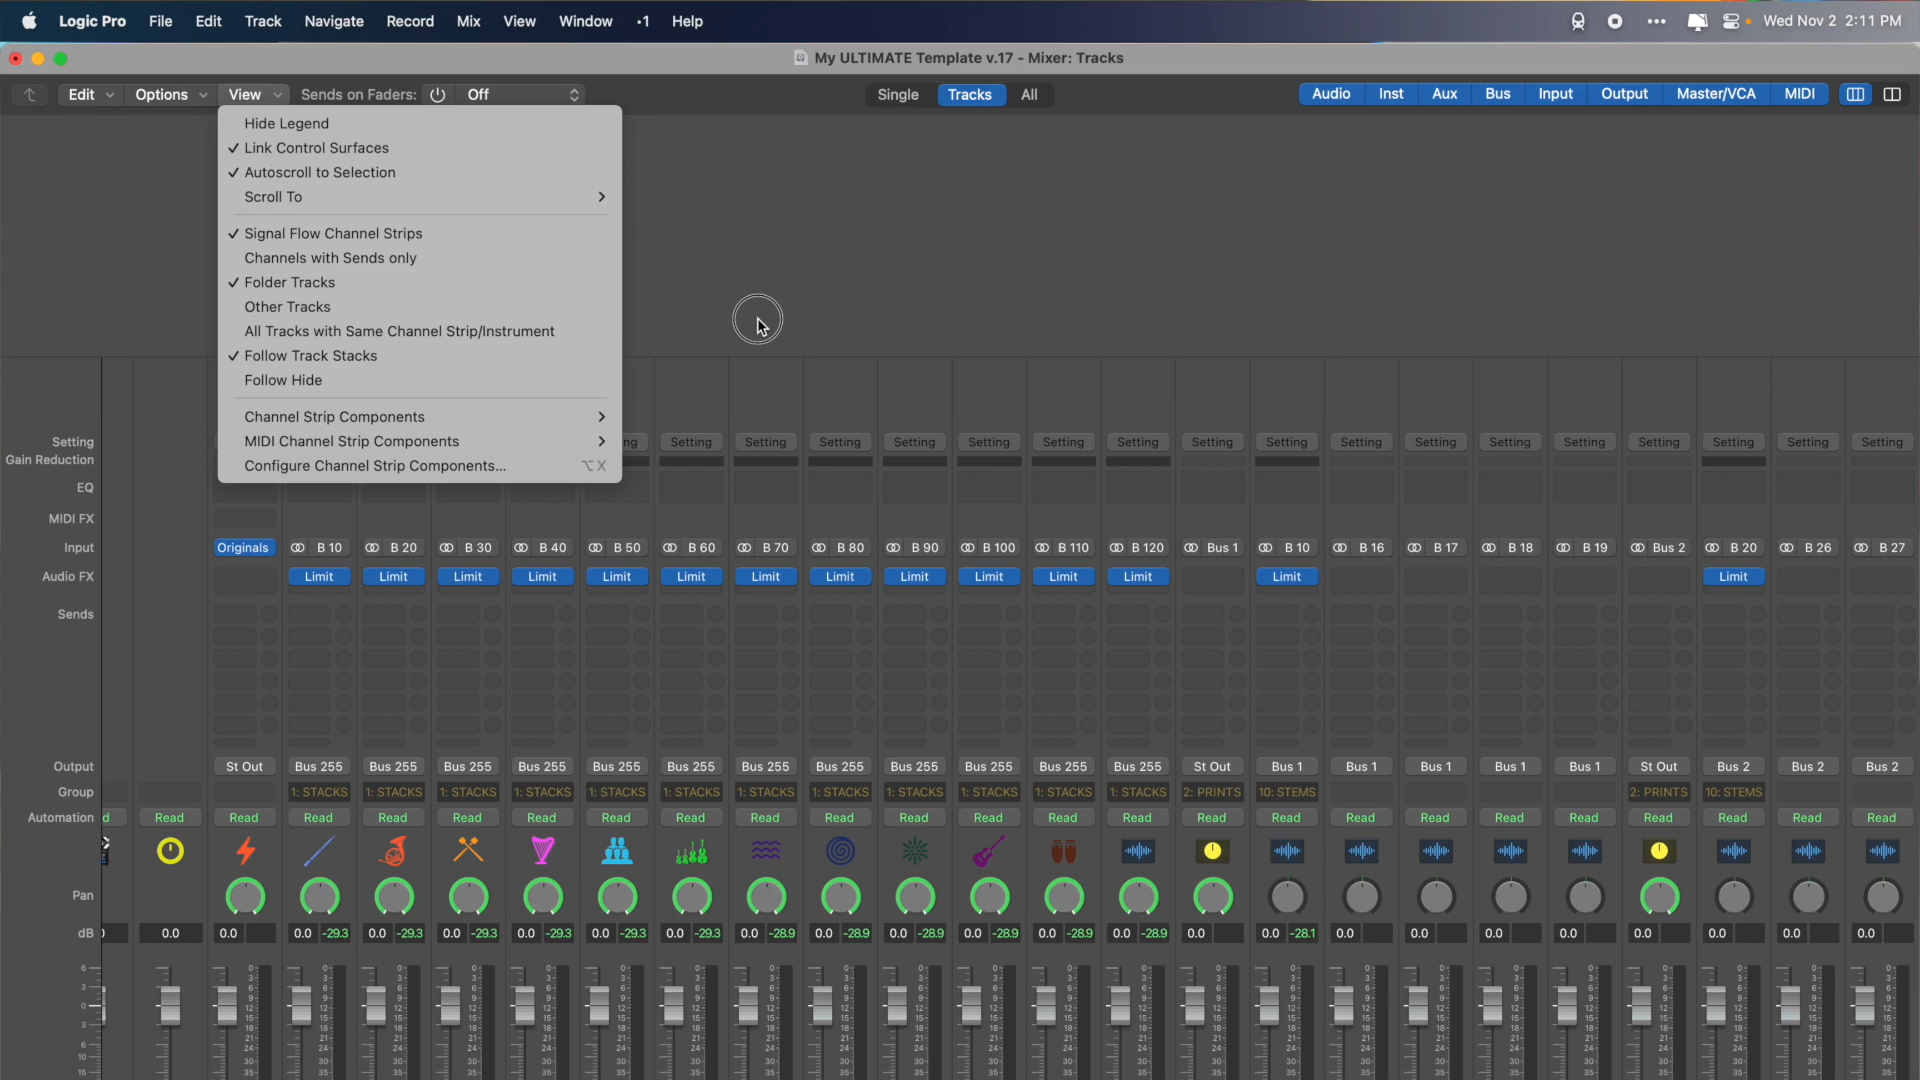 Logic Pro File Edit Track Navigate Record Mix View Window ·1 Help Wed Nov 2 2:11 PM
My ULTIMATE Template v.17 - Mixer: Tracks
Edit Options View Sends on Faders: Off Single Tracks All Audio Inst Aux Bus Input Output Master/VCA MIDI
Hide Legend
✓ Link Control Surfaces
✓ Autoscroll to Selection
Scroll To >
✓ Signal Flow Channel Strips
Channels with Sends only
✓ Folder Tracks
Other Tracks
All Tracks with Same Channel Strip/Instrument
✓ Follow Track Stacks
Follow Hide
Channel Strip Components >
MIDI Channel Strip Components >
Configure Channel Strip Components... ⌥X
Setting ng Setting Setting Setting Setting Setting Setting Setting Setting Setting Setting Setting Setting Setting Setting Setting Setting Setting
Gain Reduction
EQ
MIDI FX
Input Originals B 10 B 20 B 30 B 40 B 50 B 60 B 70 B 80 B 90 B 100 B 110 B 120 Bus 1 B 10 B 16 B 17 B 18 B 19 Bus 2 B 20 B 26 B 27
Audio FX Limit Limit Limit Limit Limit Limit Limit Limit Limit Limit Limit Limit Limit Limit
Sends
Output St Out Bus 255 Bus 255 Bus 255 Bus 255 Bus 255 Bus 255 Bus 255 Bus 255 Bus 255 Bus 255 Bus 255 Bus 255 St Out Bus 1 Bus 1 Bus 1 Bus 1 Bus 1 St Out Bus 2 Bus 2 Bus 2
Group 1: STACKS 1: STACKS 1: STACKS 1: STACKS 1: STACKS 1: STACKS 1: STACKS 1: STACKS 1: STACKS 1: STACKS 1: STACKS 1: STACKS 2: PRINTS 10: STEMS 2: PRINTS 10: STEMS
Automation d Read Read Read Read Read Read Read Read Read Read Read Read Read Read Read Read Read Read Read Read Read Read Read Read
Pan
dB 0.0 0.0 0.0 -29.3 0.0 -29.3 0.0 -29.3 0.0 -29.3 0.0 -29.3 0.0 -29.3 0.0 -28.9 0.0 -28.9 0.0 -28.9 0.0 -28.9 0.0 -28.9 0.0 -28.9 0.0 0.0 -28.1 0.0 0.0 0.0 0.0 0.0 0.0 0.0 0.0